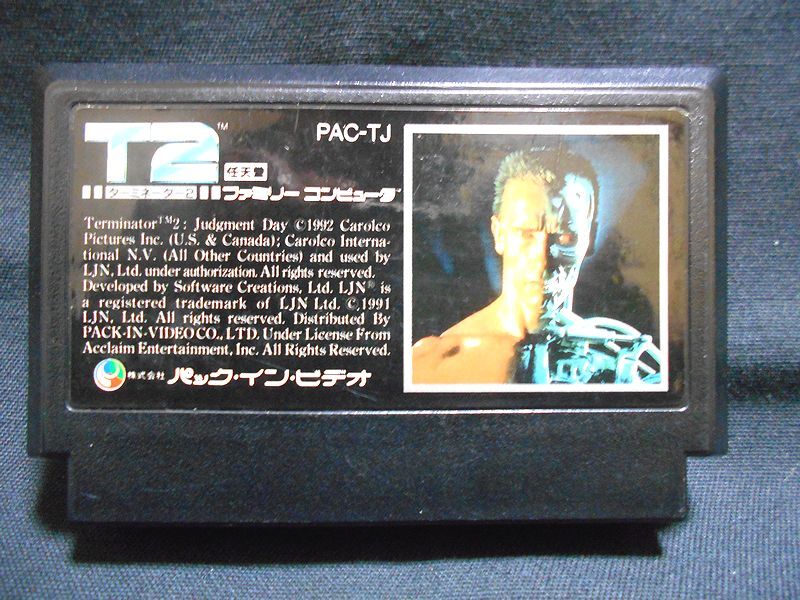 T2™
PAC-TJ
任天堂
ターミネーター2
ファミリー コンピュータ™
Terminator™2: Judgment Day ©1992 Carolco
Pictures Inc. (U.S. & Canada); Carolco Interna-
tional N.V. (All Other Countries) and used by
LJN, Ltd. under authorization. All rights reserved.
Developed by Software Creations, Ltd. LJN® is
a registered trademark of LJN Ltd. ©1991
LJN, Ltd. All rights reserved. Distributed By
PACK-IN-VIDEO CO., LTD. Under License From
Acclaim Entertainment, Inc. All Rights Reserved.
株式会社 パック・イン・ビデオ